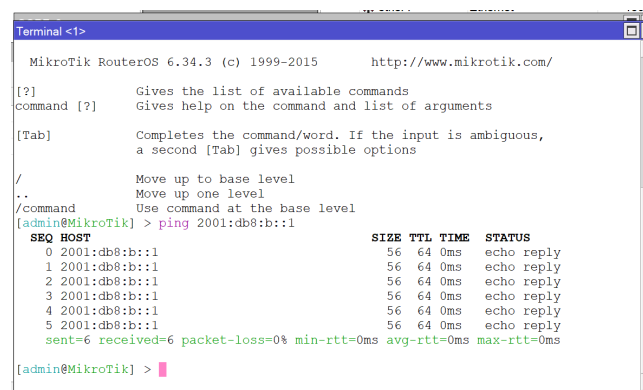 Terminal <1>
MikroTik RouterOS 6.34.3 (c) 1999-2015       http://www.mikrotik.com/
[?]             Gives the list of available commands
command [?]     Gives help on the command and list of arguments
[Tab]           Completes the command/word. If the input is ambiguous,
                a second [Tab] gives possible options
/               Move up to base level
..              Move up one level
/command        Use command at the base level
[admin@MikroTik] > ping 2001:db8:b::1
  SEQ HOST                                     SIZE TTL TIME  STATUS
    0 2001:db8:b::1                              56  64 0ms   echo reply
    1 2001:db8:b::1                              56  64 0ms   echo reply
    2 2001:db8:b::1                              56  64 0ms   echo reply
    3 2001:db8:b::1                              56  64 0ms   echo reply
    4 2001:db8:b::1                              56  64 0ms   echo reply
    5 2001:db8:b::1                              56  64 0ms   echo reply
    sent=6 received=6 packet-loss=0% min-rtt=0ms avg-rtt=0ms max-rtt=0ms
[admin@MikroTik] >